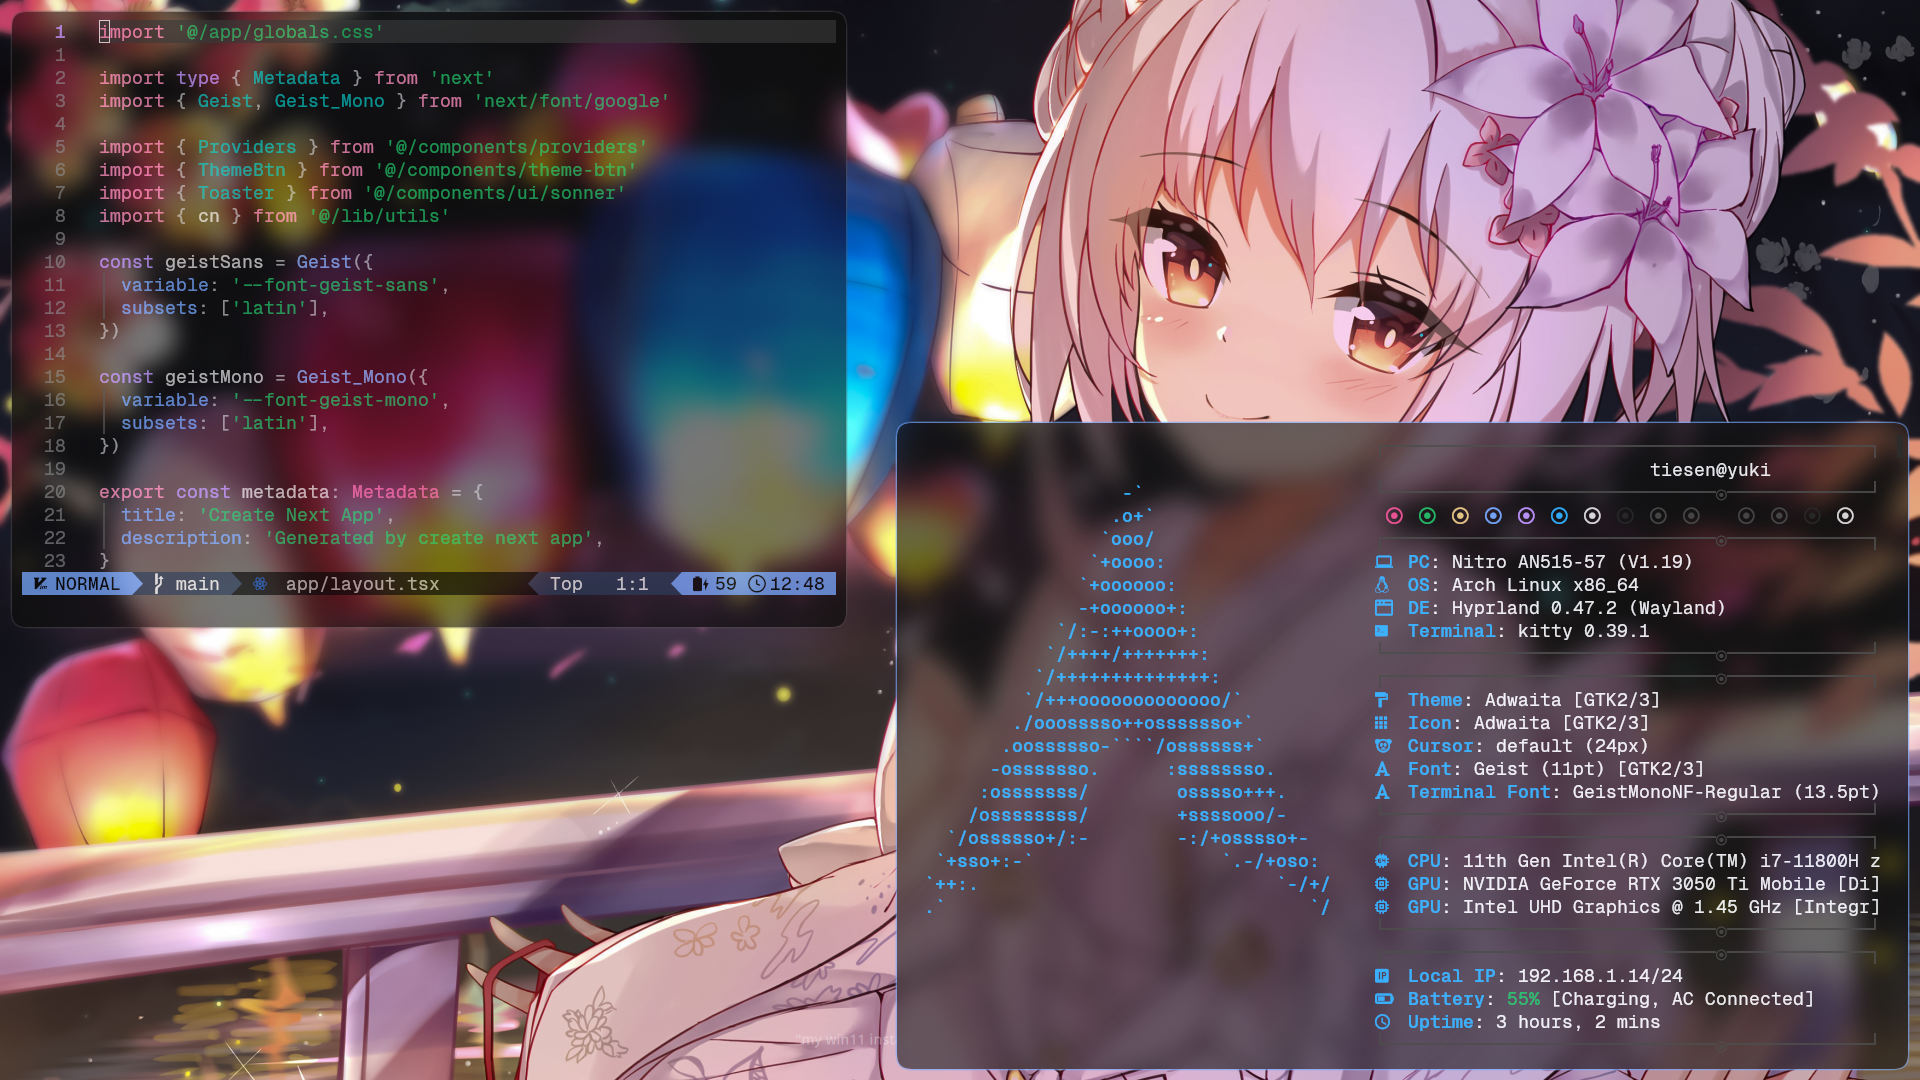 1 import '@/app/globals.css'
1
2 import type { Metadata } from 'next'
3 import { Geist, Geist_Mono } from 'next/font/google'
4
5 import { Providers } from '@/components/providers'
6 import { ThemeBtn } from '@/components/theme-btn'
7 import { Toaster } from '@/components/ui/sonner'
8 import { cn } from '@/lib/utils'
9
10 const geistSans = Geist({
11 variable: '--font-geist-sans',
12 subsets: ['latin'],
13 })
14
15 const geistMono = Geist_Mono({
16 variable: '--font-geist-mono',
17 subsets: ['latin'],
18 })
19
20 export const metadata: Metadata = {
21 title: 'Create Next App',
22 description: 'Generated by create next app',
23 }
NORMAL main app/layout.tsx Top 1:1 59 12:48
tiesen@yuki
-`
.o+`
`ooo/
`+oooo:
`+oooooo:
-+oooooo+:
`/:-:++oooo+:
`/++++/+++++++:
`/++++++++++++++:
`/+++ooooooooooooo/`
./ooosssso++osssssso+`
.oossssso-````/ossssss+`
-osssssso. :ssssssso.
:osssssss/ osssso+++.
/ossssssss/ +ssssooo/-
`/ossssso+/:- -:/+osssso+-
`+sso+:-` `.-/+oso:
`++:. `-/+/
.` `/
PC: Nitro AN515-57 (V1.19)
OS: Arch Linux x86_64
DE: Hyprland 0.47.2 (Wayland)
Terminal: kitty 0.39.1
Theme: Adwaita [GTK2/3]
Icon: Adwaita [GTK2/3]
Cursor: default (24px)
Font: Geist (11pt) [GTK2/3]
Terminal Font: GeistMonoNF-Regular (13.5pt)
CPU: 11th Gen Intel(R) Core(TM) i7-11800H z
GPU: NVIDIA GeForce RTX 3050 Ti Mobile [Di]
GPU: Intel UHD Graphics @ 1.45 GHz [Integr]
IP Local IP: 192.168.1.14/24
Battery: 55% [Charging, AC Connected]
Uptime: 3 hours, 2 mins
"my win11 inst